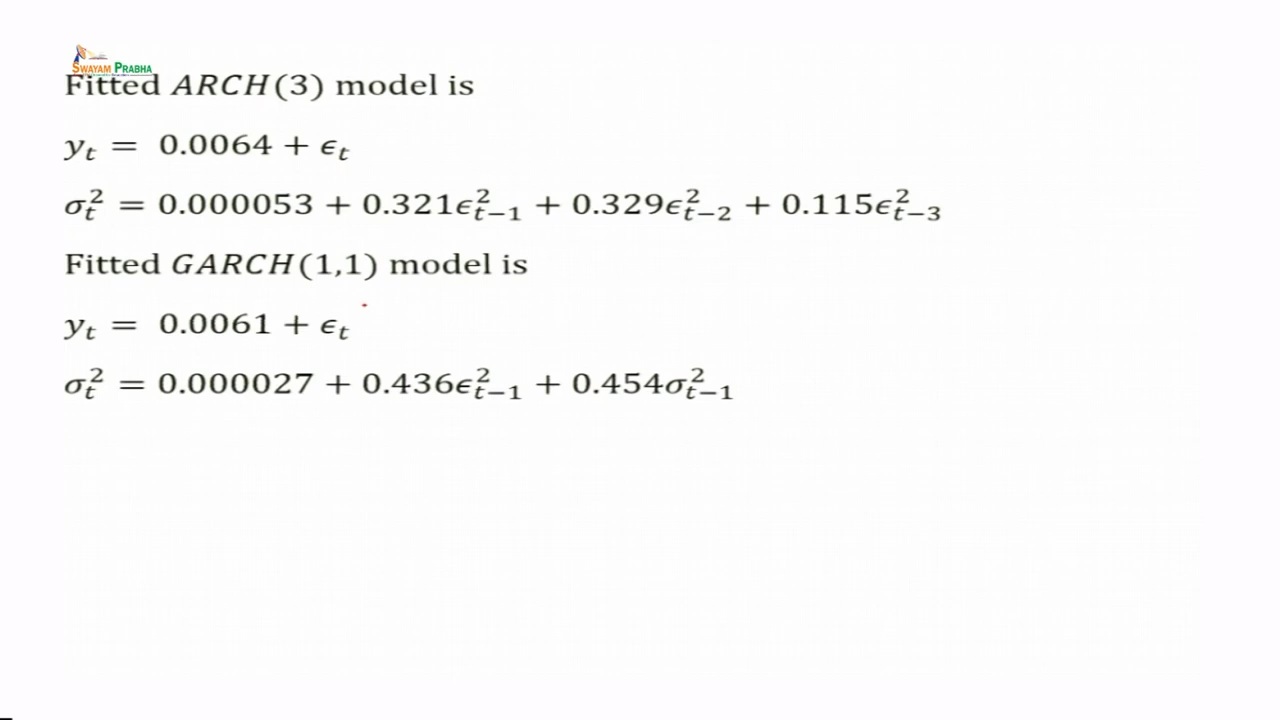 SWAYAM PRABHA
Fitted ARCH(3) model is
y_t = 0.0064 + ϵ_t
σ_t^2 = 0.000053 + 0.321ϵ_{t−1}^2 + 0.329ϵ_{t−2}^2 + 0.115ϵ_{t−3}^2
Fitted GARCH(1,1) model is
y_t = 0.0061 + ϵ_t
σ_t^2 = 0.000027 + 0.436ϵ_{t−1}^2 + 0.454σ_{t−1}^2